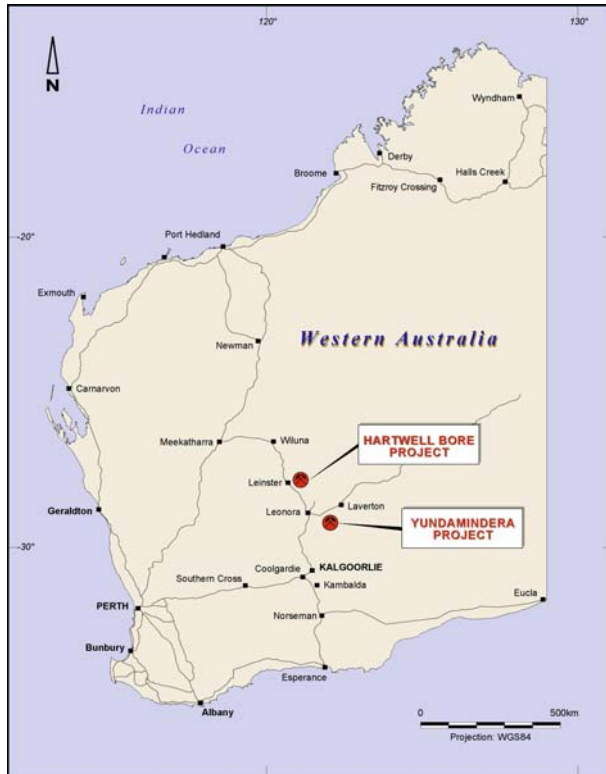 120°
130°
N
Indian
Ocean
Wyndham
Derby
Broome
Halls Creek
Fitzroy Crossing
-20°
Port Hedland
Exmouth
Western Australia
Newman
Carnarvon
Meekatharra
Wiluna
HARTWELL BORE
PROJECT
Leinster
Geraldton
Leonora
Laverton
YUNDAMINDERA
PROJECT
-30°
Coolgardie
KALGOORLIE
Southern Cross
Kambalda
Eucla
PERTH
Norseman
Bunbury
Esperance
Albany
0
500km
Projection: WGS84